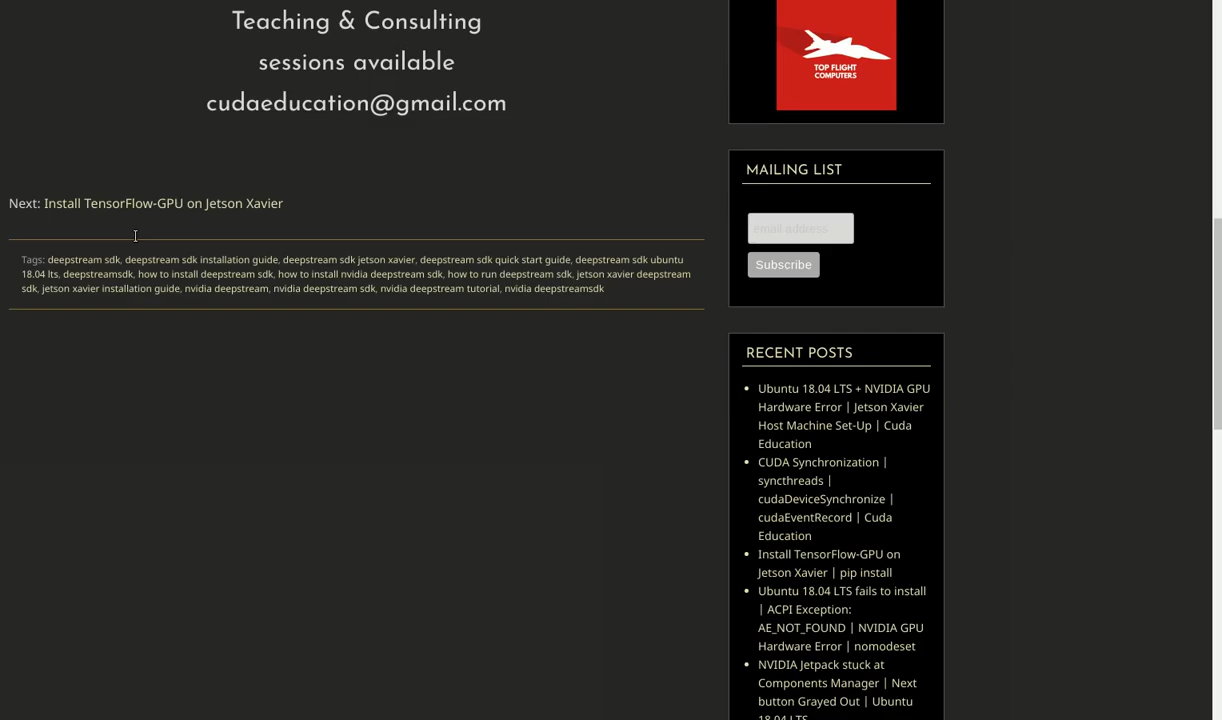 Teaching & Consulting
sessions available
cudaeducation@gmail.com
Next: Install TensorFlow-GPU on Jetson Xavier
Tags: deepstream sdk, deepstream sdk installation guide, deepstream sdk jetson xavier, deepstream sdk quick start guide, deepstream sdk ubuntu
18.04 lts, deepstreamsdk, how to install deepstream sdk, how to install nvidia deepstream sdk, how to run deepstream sdk, jetson xavier deepstream
sdk, jetson xavier installation guide, nvidia deepstream, nvidia deepstream sdk, nvidia deepstream tutorial, nvidia deepstreamsdk
TOP FLIGHT
COMPUTERS
MAILING LIST
email address
Subscribe
RECENT POSTS
Ubuntu 18.04 LTS + NVIDIA GPU
Hardware Error | Jetson Xavier
Host Machine Set-Up | Cuda
Education
CUDA Synchronization |
syncthreads |
cudaDeviceSynchronize |
cudaEventRecord | Cuda
Education
Install TensorFlow-GPU on
Jetson Xavier | pip install
Ubuntu 18.04 LTS fails to install
| ACPI Exception:
AE_NOT_FOUND | NVIDIA GPU
Hardware Error | nomodeset
NVIDIA Jetpack stuck at
Components Manager | Next
button Grayed Out | Ubuntu
18.04 LTS